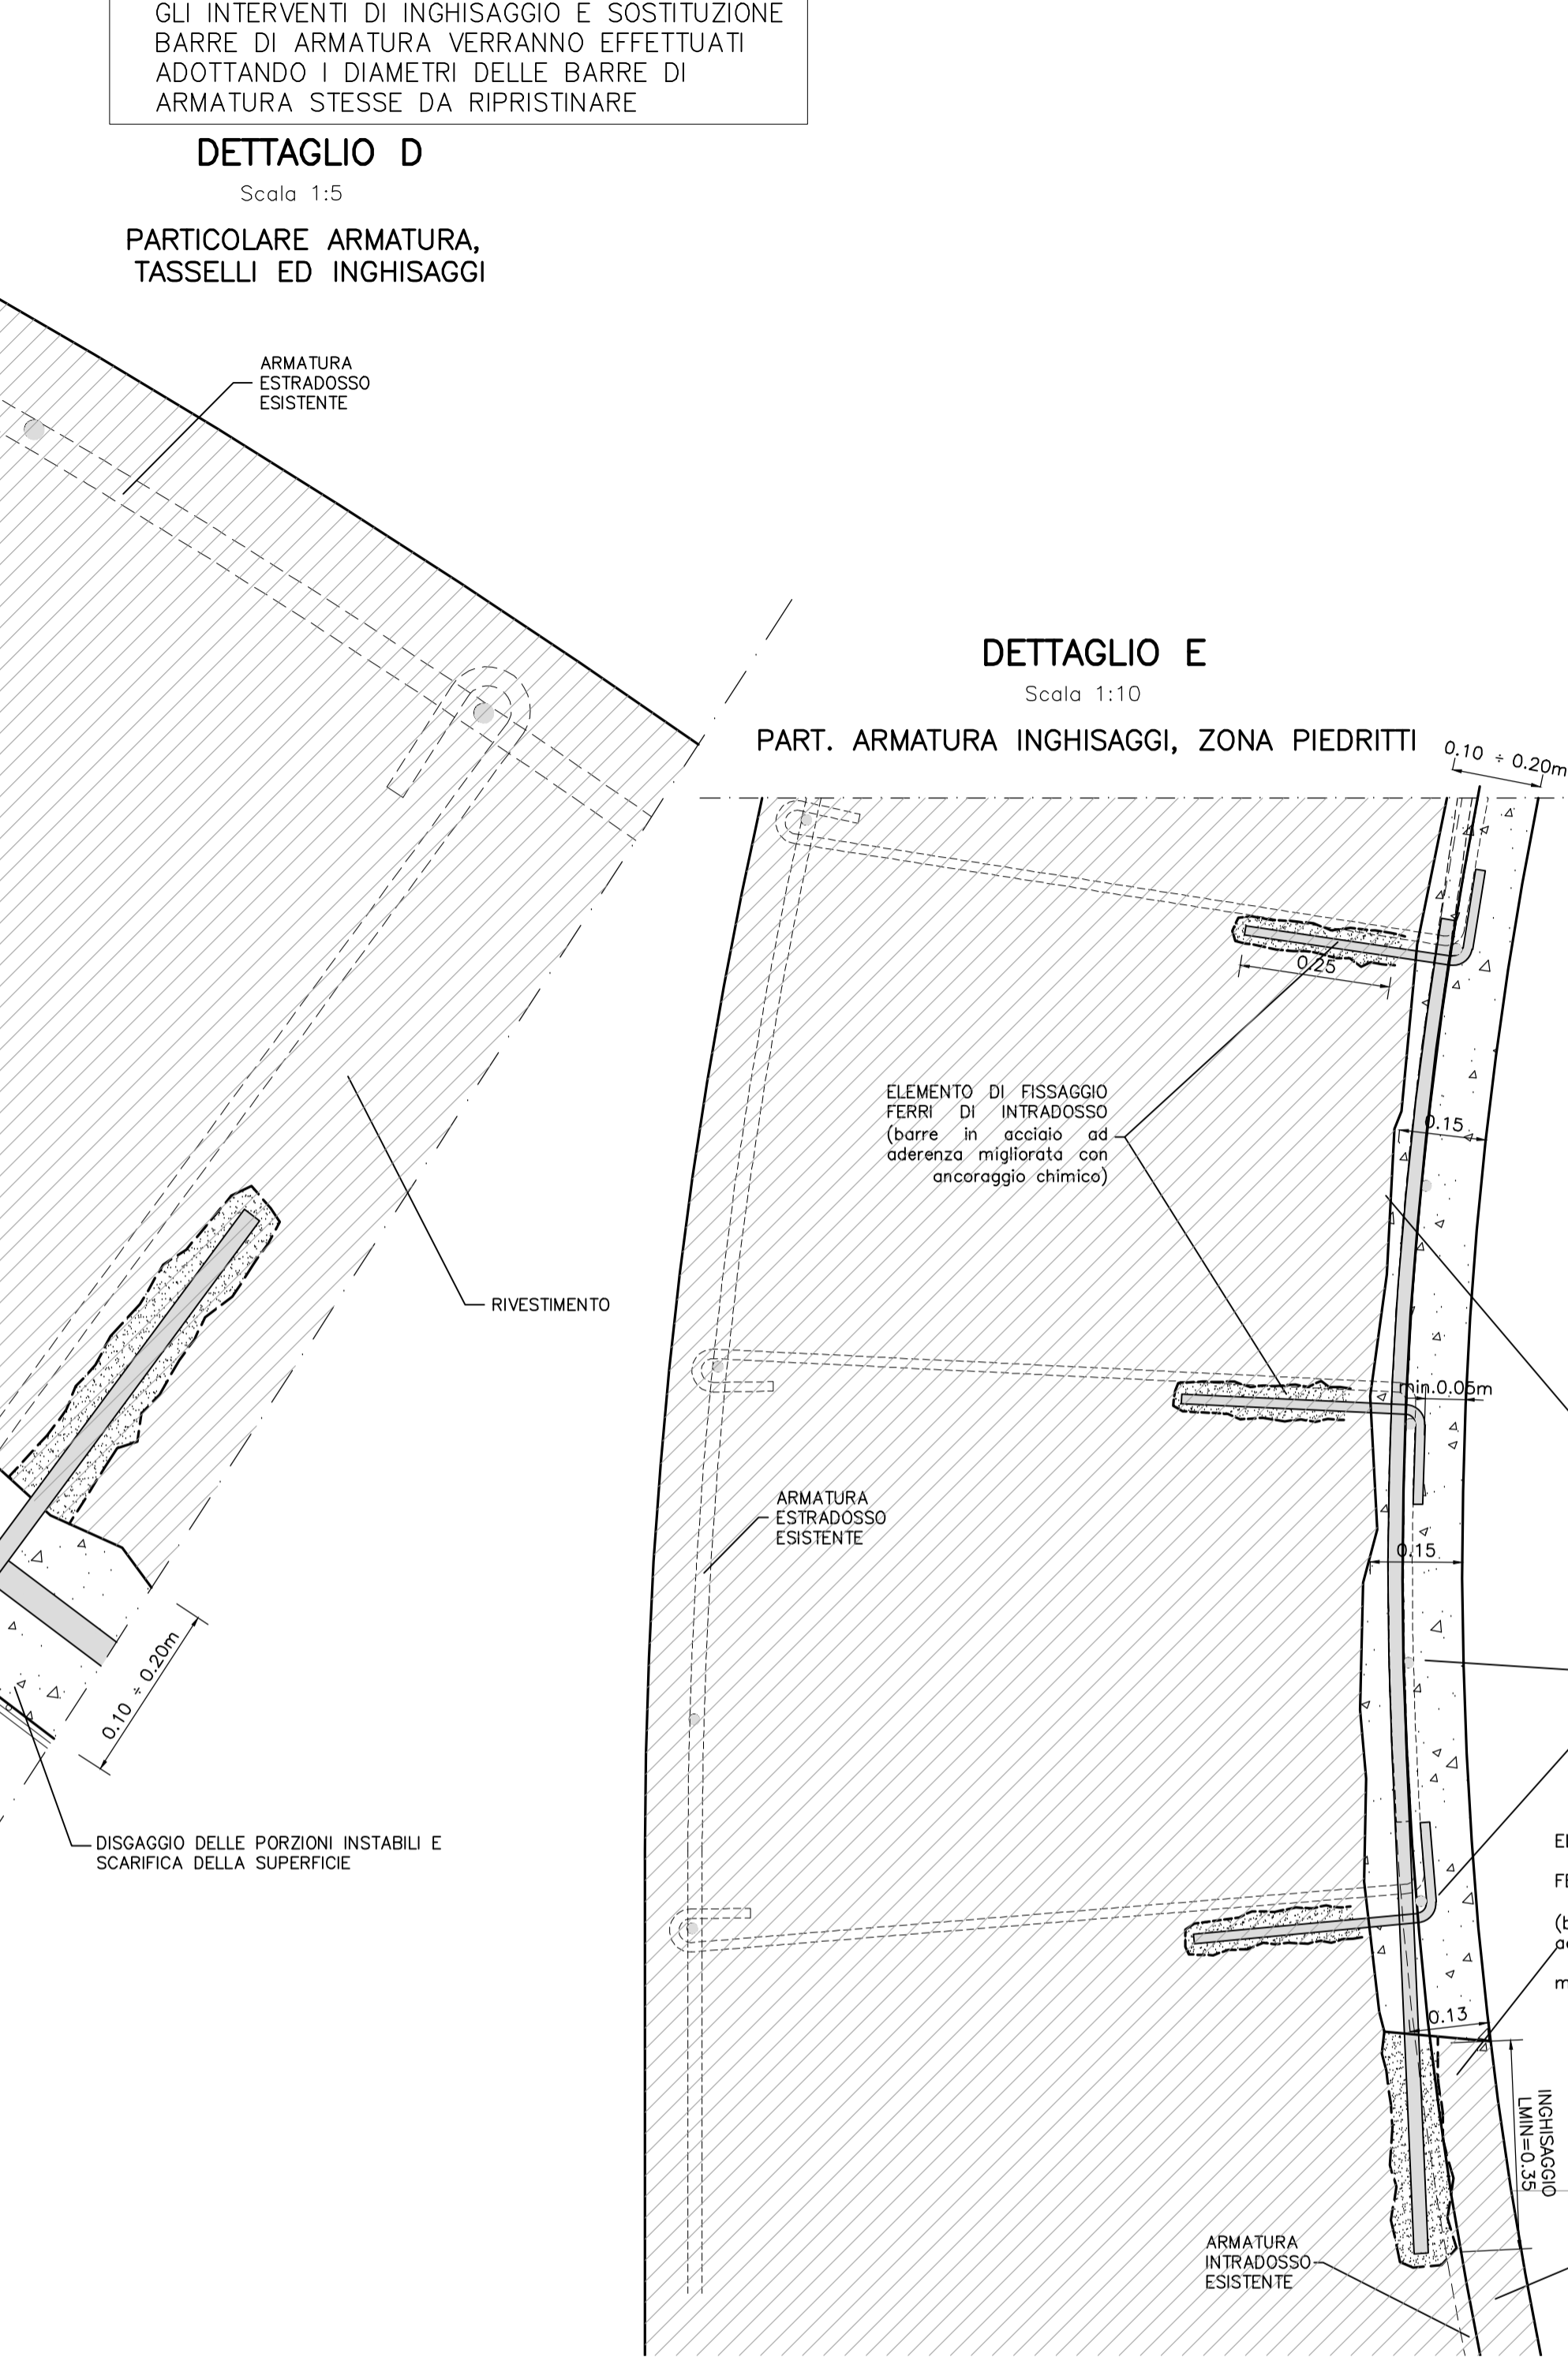 GLI INTERVENTI DI INGHISAGGIO E SOSTITUZIONE
BARRE DI ARMATURA VERRANNO EFFETTUATI
ADOTTANDO I DIAMETRI DELLE BARRE DI
ARMATURA STESSE DA RIPRISTINARE
DETTAGLIO D
Scala 1:5
PARTICOLARE ARMATURA,
TASSELLI ED INGHISAGGI
ARMATURA
ESTRADOSSO
ESISTENTE
RIVESTIMENTO
0.10 ÷ 0.20m
DISGAGGIO DELLE PORZIONI INSTABILI E
SCARIFICA DELLA SUPERFICIE
DETTAGLIO E
Scala 1:10
PART. ARMATURA INGHISAGGI, ZONA PIEDRITTI
0.10 ÷ 0.20m
0.25
ELEMENTO DI FISSAGGIO
FERRI DI INTRADOSSO
(barre in acciaio ad
aderenza migliorata con
ancoraggio chimico)
0.15
min.0.05m
ARMATURA
ESTRADOSSO
ESISTENTE
0.15
0.13
INGHISAGGIO
LMIN=0.35
ARMATURA
INTRADOSSO
ESISTENTE